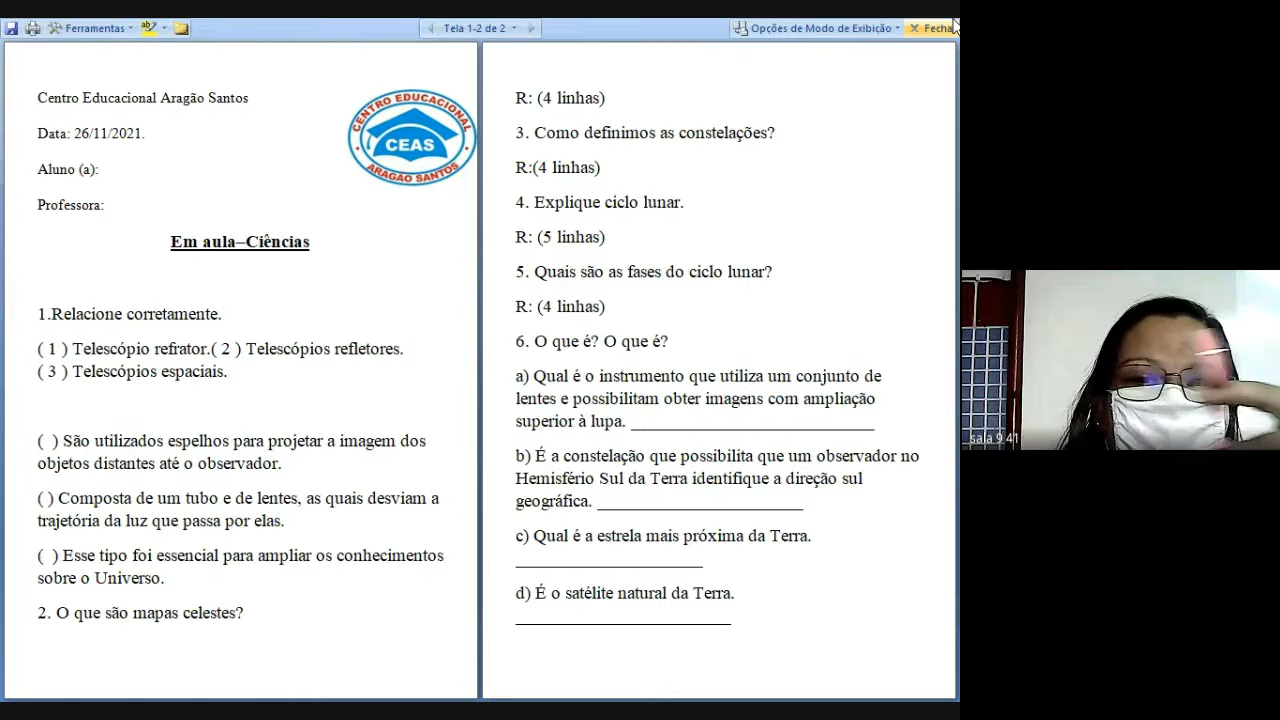 Ferramentas
Tela 1-2 de 2
Opções de Modo de Exibição
Fecha
Centro Educacional Aragão Santos
Data: 26/11/2021.
Aluno (a):
Professora:
CENTRO EDUCACIONAL
CEAS
ARAGÃO SANTOS
Em aula–Ciências
1.Relacione corretamente.
( 1 ) Telescópio refrator.( 2 ) Telescópios refletores.
( 3 ) Telescópios espaciais.
( ) São utilizados espelhos para projetar a imagem dos
objetos distantes até o observador.
( ) Composta de um tubo e de lentes, as quais desviam a
trajetória da luz que passa por elas.
( ) Esse tipo foi essencial para ampliar os conhecimentos
sobre o Universo.
2. O que são mapas celestes?
R: (4 linhas)
3. Como definimos as constelações?
R:(4 linhas)
4. Explique ciclo lunar.
R: (5 linhas)
5. Quais são as fases do ciclo lunar?
R: (4 linhas)
6. O que é? O que é?
a) Qual é o instrumento que utiliza um conjunto de
lentes e possibilitam obter imagens com ampliação
superior à lupa. ___________________________
b) É a constelação que possibilita que um observador no
Hemisfério Sul da Terra identifique a direção sul
geográfica. _______________________
c) Qual é a estrela mais próxima da Terra.
_____________________
d) É o satélite natural da Terra.
________________________
sala 9 41